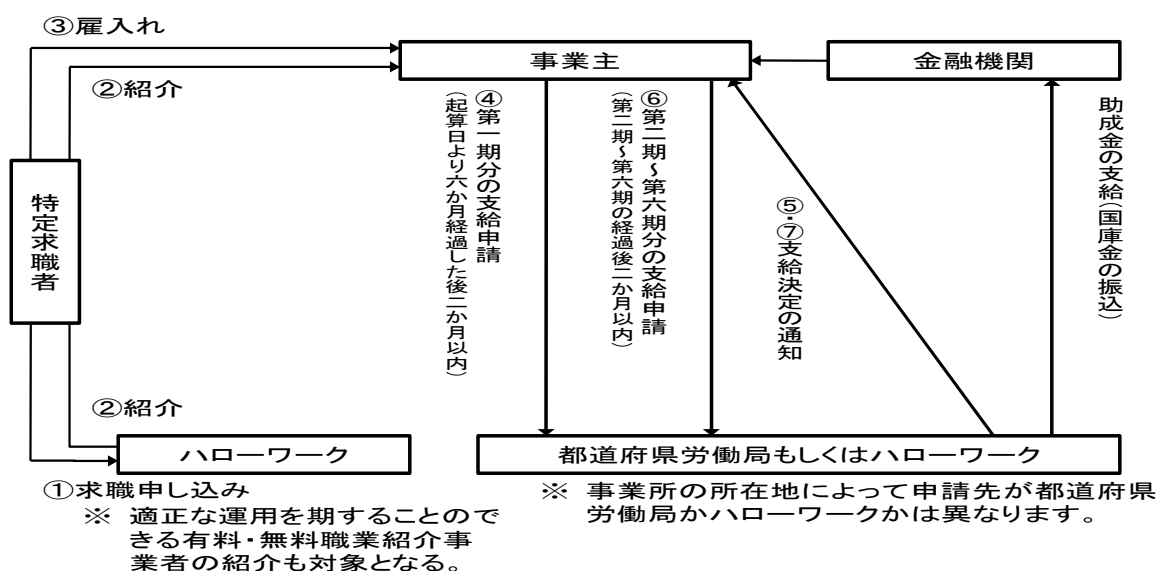 ③雇入れ
事業主
金融機関
②紹介
④第一期分の支給申請
(起算日より六か月経過した後二か月以内)
⑥第二期～第六期分の支給申請
(第二期～第六期の経過後二か月以内)
⑤・⑦支給決定の通知
助成金の支給(国庫金の振込)
特定求職者
②紹介
ハローワーク
都道府県労働局もしくはハローワーク
①求職申し込み
※ 適正な運用を期することので
きる有料・無料職業紹介事
業者の紹介も対象となる。
※ 事業所の所在地によって申請先が都道府県
労働局かハローワークかは異なります。